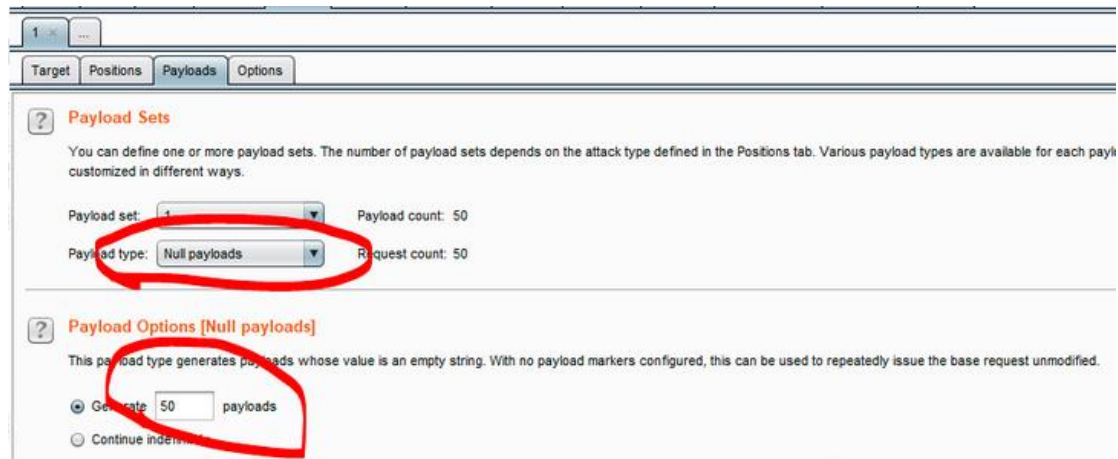 1 × ...
Target Positions Payloads Options
? Payload Sets
You can define one or more payload sets. The number of payload sets depends on the attack type defined in the Positions tab. Various payload types are available for each
customized in different ways.
Payload set: 1 Payload count: 50
Payload type: Null payloads Request count: 50
? Payload Options [Null payloads]
This payload type generates payloads whose value is an empty string. With no payload markers configured, this can be used to repeatedly issue the base request unmodified.
Generate 50 payloads
Continue